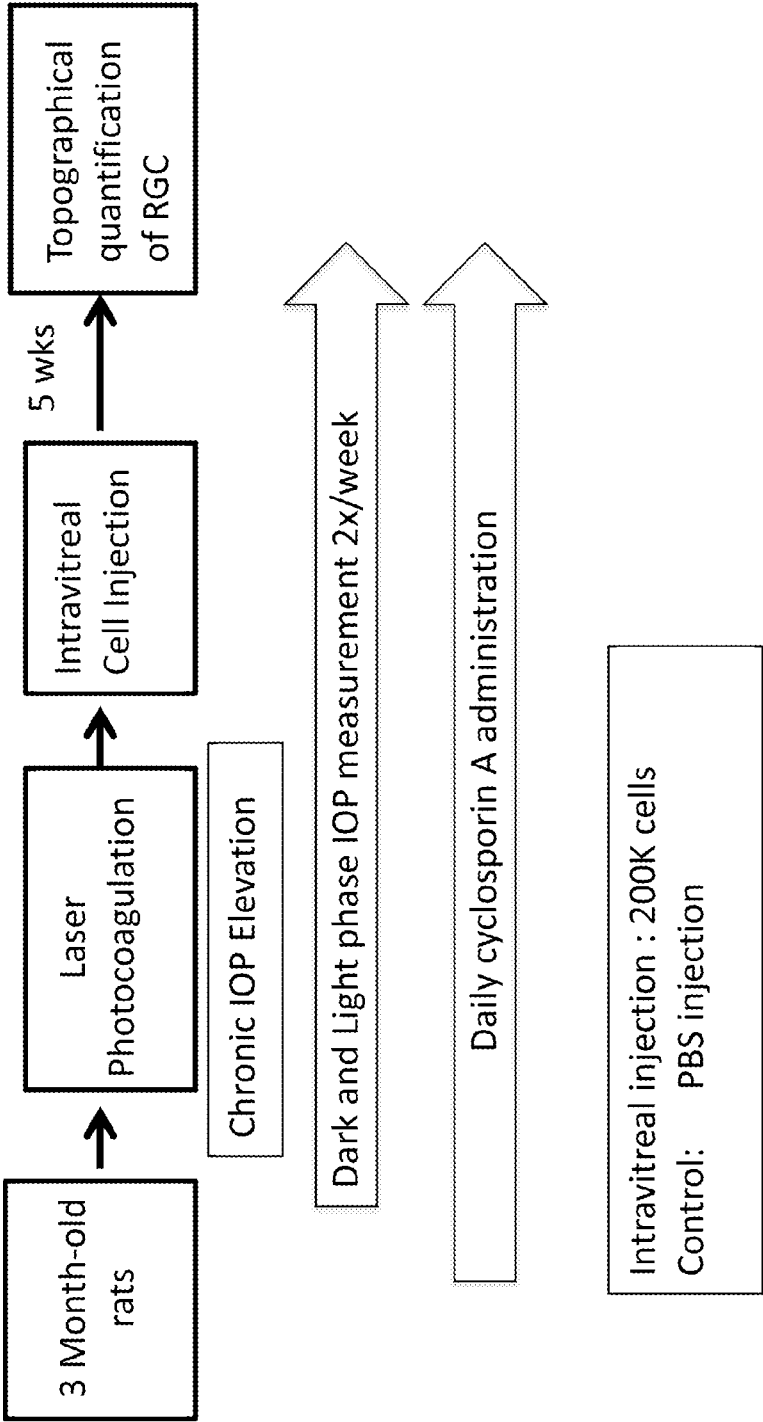 3 Month-old
rats
Laser
Photocoagulation
Intravitreal
Cell Injection
5 wks
Topographical
quantification
of RGC
Chronic IOP Elevation
Dark and Light phase IOP measurement 2x/week
Daily cyclosporin A administration
Intravitreal injection : 200K cells
Control: PBS injection